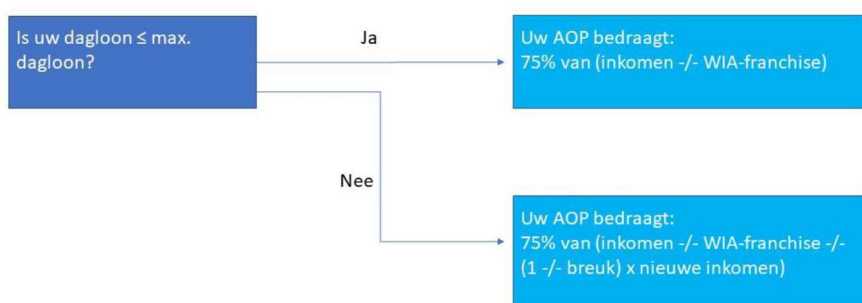 Is uw dagloon ≤ max.
dagloon?
Ja
Uw AOP bedraagt:
75% van (inkomen -/- WIA-franchise)
Nee
Uw AOP bedraagt:
75% van (inkomen -/- WIA-franchise -/-
(1 -/- breuk) x nieuwe inkomen)